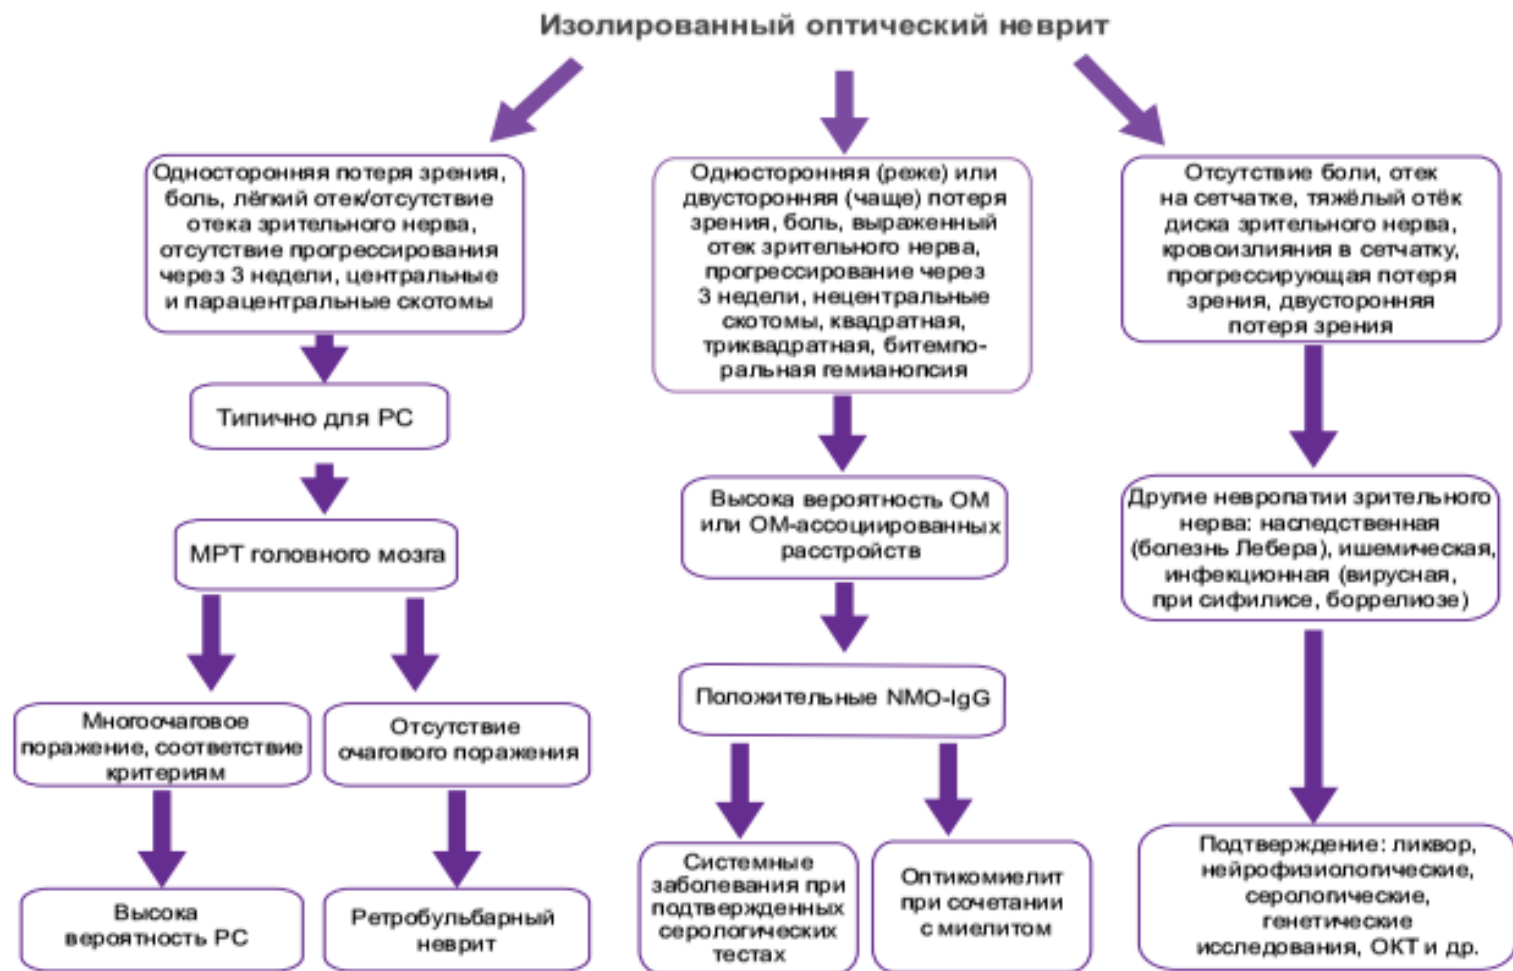 Изолированный оптический неврит
Односторонняя потеря зрения,
боль, лёгкий отек/отсутствие
отека зрительного нерва,
отсутствие прогрессирования
через 3 недели, центральные
и парацентральные скотомы
Типично для РС
МРТ головного мозга
Многоочаговое
поражение, соответствие
критериям
Отсутствие
очагового поражения
Высока
вероятность РС
Ретробульбарный
неврит
Односторонняя (реже) или
двусторонняя (чаще) потеря
зрения, боль, выраженный
отек зрительного нерва,
прогрессирование через
3 недели, нецентральные
скотомы, квадратная,
триквадратная, битемпо-
ральная гемианопсия
Высока вероятность ОМ
или ОМ-ассоциированных
расстройств
Положительные NMO-IgG
Системные
заболевания при
подтвержденных
серологических
тестах
Оптикомиелит
при сочетании
с миелитом
Отсутствие боли, отек
на сетчатке, тяжёлый отёк
диска зрительного нерва,
кровоизлияния в сетчатку,
прогрессирующая потеря
зрения, двусторонняя
потеря зрения
Другие невропатии зрительного
нерва: наследственная
(болезнь Лебера), ишемическая,
инфекционная (вирусная,
при сифилисе, боррелиозе)
Подтверждение: ликвор,
нейрофизиологические,
серологические,
генетические
исследования, ОКТ и др.